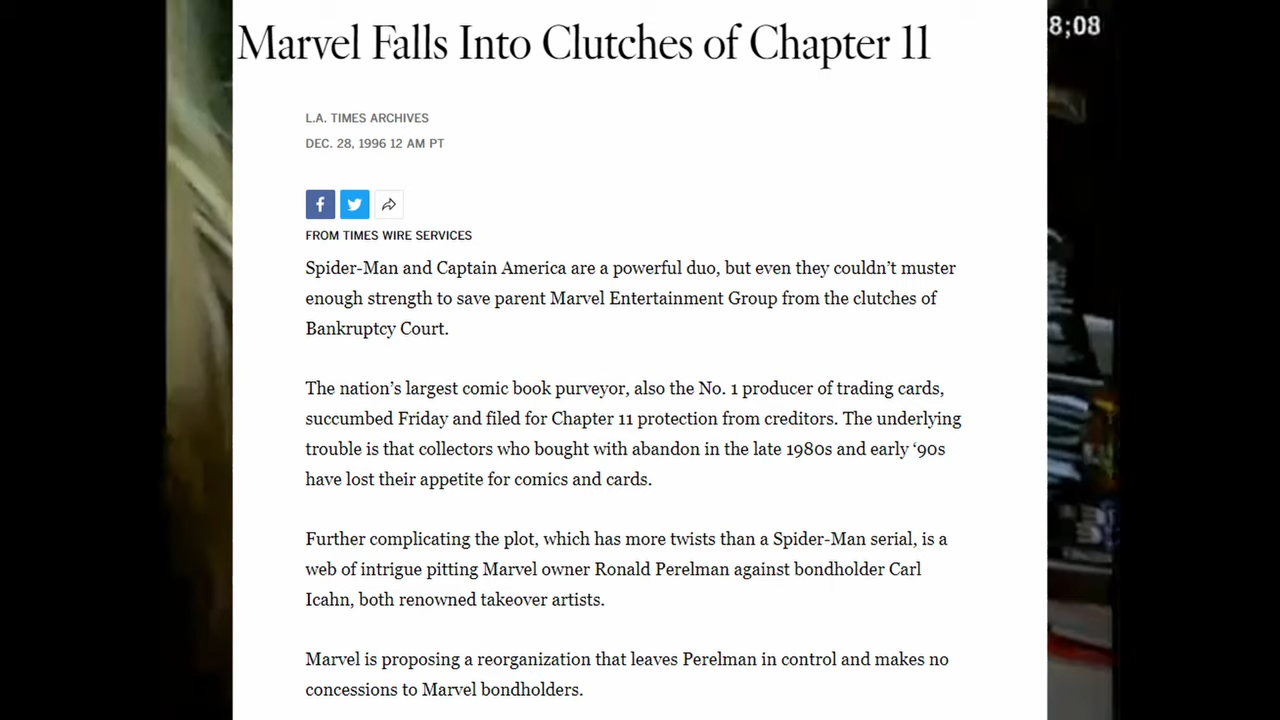 Marvel Falls Into Clutches of Chapter 11
8;08
L.A. TIMES ARCHIVES
DEC. 28, 1996 12 AM PT
FROM TIMES WIRE SERVICES
Spider-Man and Captain America are a powerful duo, but even they couldn’t muster
enough strength to save parent Marvel Entertainment Group from the clutches of
Bankruptcy Court.
The nation’s largest comic book purveyor, also the No. 1 producer of trading cards,
succumbed Friday and filed for Chapter 11 protection from creditors. The underlying
trouble is that collectors who bought with abandon in the late 1980s and early ‘90s
have lost their appetite for comics and cards.
Further complicating the plot, which has more twists than a Spider-Man serial, is a
web of intrigue pitting Marvel owner Ronald Perelman against bondholder Carl
Icahn, both renowned takeover artists.
Marvel is proposing a reorganization that leaves Perelman in control and makes no
concessions to Marvel bondholders.